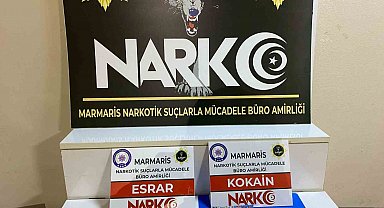 NARKO
MARMARİS NARKOTİK SUÇLARLA MÜCADELE BÜRO AMİRLİĞİ
MARMARİS
NARKOTİK SUÇLARLA MÜCADELE
BÜRO AMİRLİĞİ
ESRAR
NARKO
MARMARİS
NARKOTİK SUÇLARLA MÜCADELE
BÜRO AMİRLİĞİ
KOKAİN
NARKO